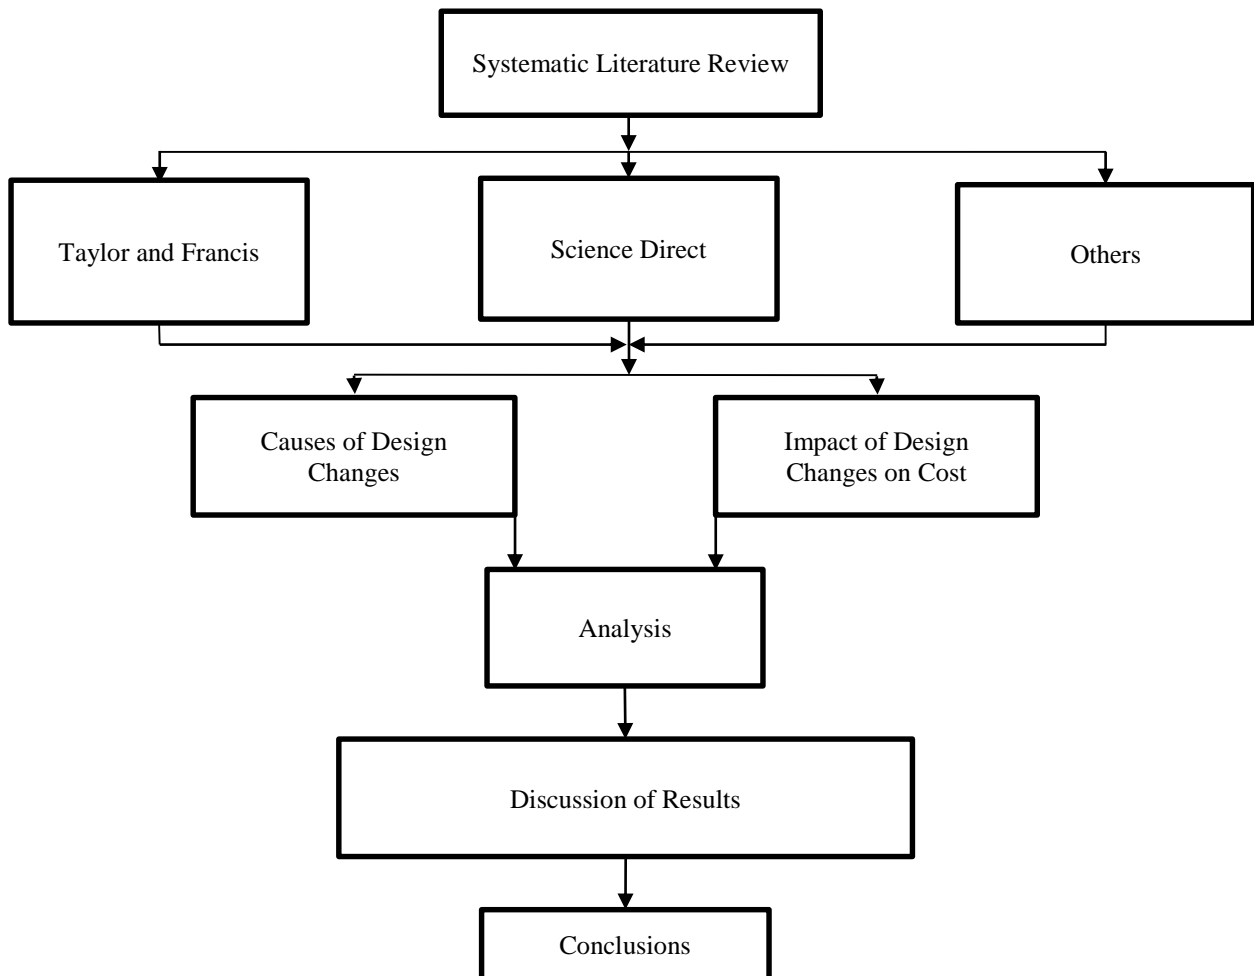 Systematic Literature Review
Taylor and Francis
Science Direct
Others
Causes of Design
Changes
Impact of Design
Changes on Cost
Analysis
Discussion of Results
Conclusions